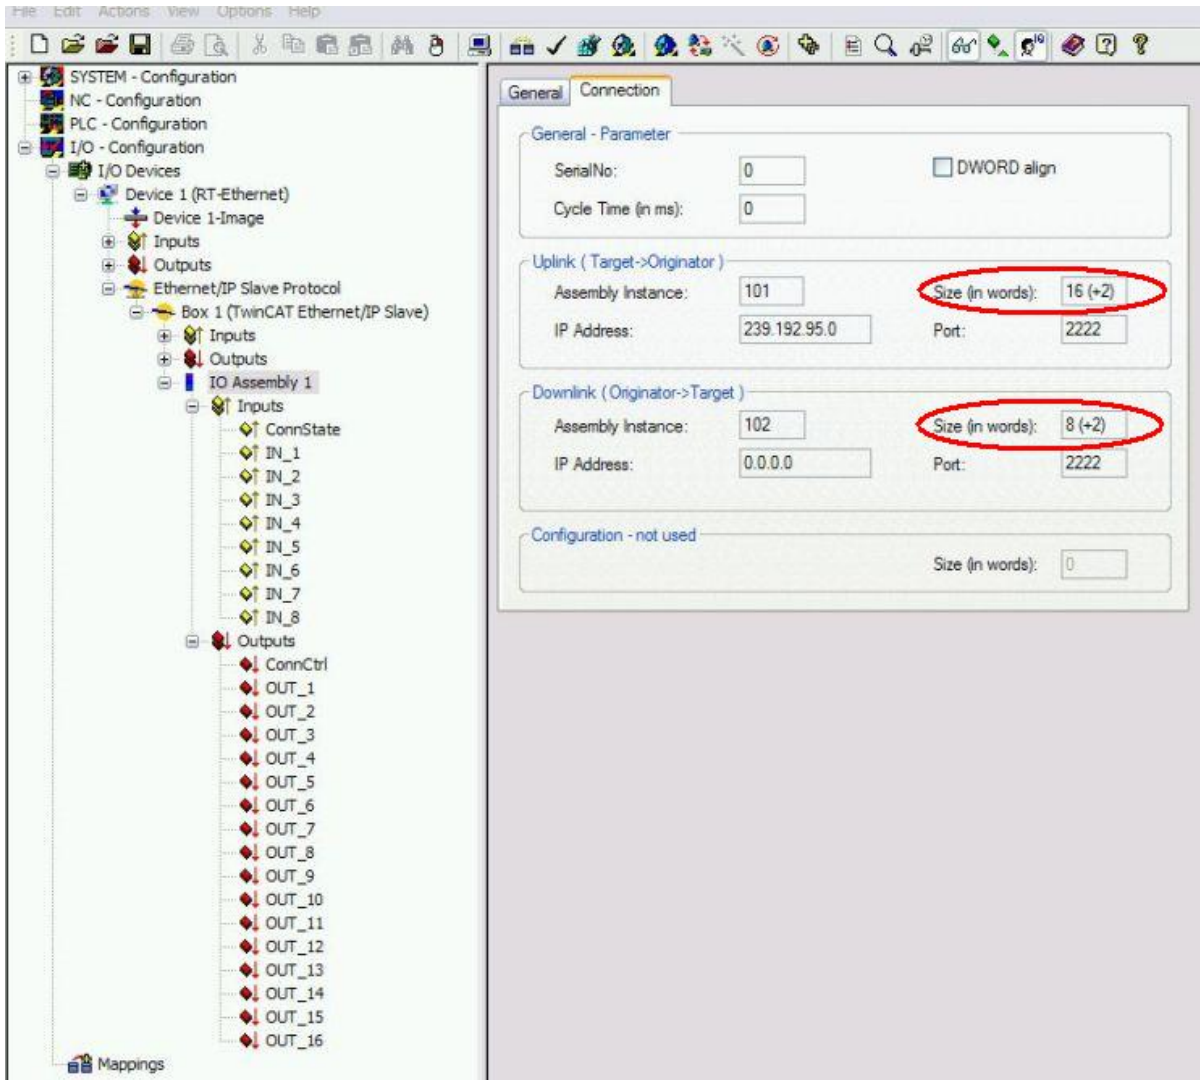 File Edit Actions View Options Help
SYSTEM - Configuration
NC - Configuration
PLC - Configuration
I/O - Configuration
I/O Devices
Device 1 (RT-Ethernet)
Device 1-Image
Inputs
Outputs
Ethernet/IP Slave Protocol
Box 1 (TwinCAT Ethernet/IP Slave)
Inputs
Outputs
IO Assembly 1
Inputs
ConnState
IN_1
IN_2
IN_3
IN_4
IN_5
IN_6
IN_7
IN_8
Outputs
ConnCtrl
OUT_1
OUT_2
OUT_3
OUT_4
OUT_5
OUT_6
OUT_7
OUT_8
OUT_9
OUT_10
OUT_11
OUT_12
OUT_13
OUT_14
OUT_15
OUT_16
Mappings
General Connection
General - Parameter
SerialNo: 0 DWORD align
Cycle Time (in ms): 0
Uplink ( Target->Originator )
Assembly Instance: 101 Size (in words): 16 (+2)
IP Address: 239.192.95.0 Port: 2222
Downlink ( Originator->Target )
Assembly Instance: 102 Size (in words): 8 (+2)
IP Address: 0.0.0.0 Port: 2222
Configuration - not used
Size (in words): 0